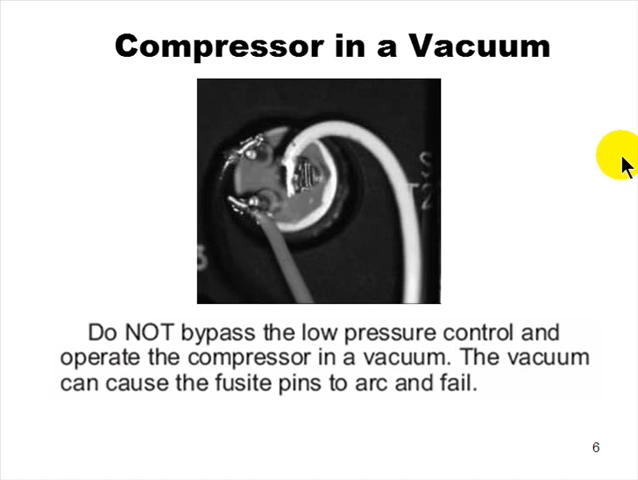 Compressor in a Vacuum
Do NOT bypass the low pressure control and
operate the compressor in a vacuum. The vacuum
can cause the fusite pins to arc and fail.
6